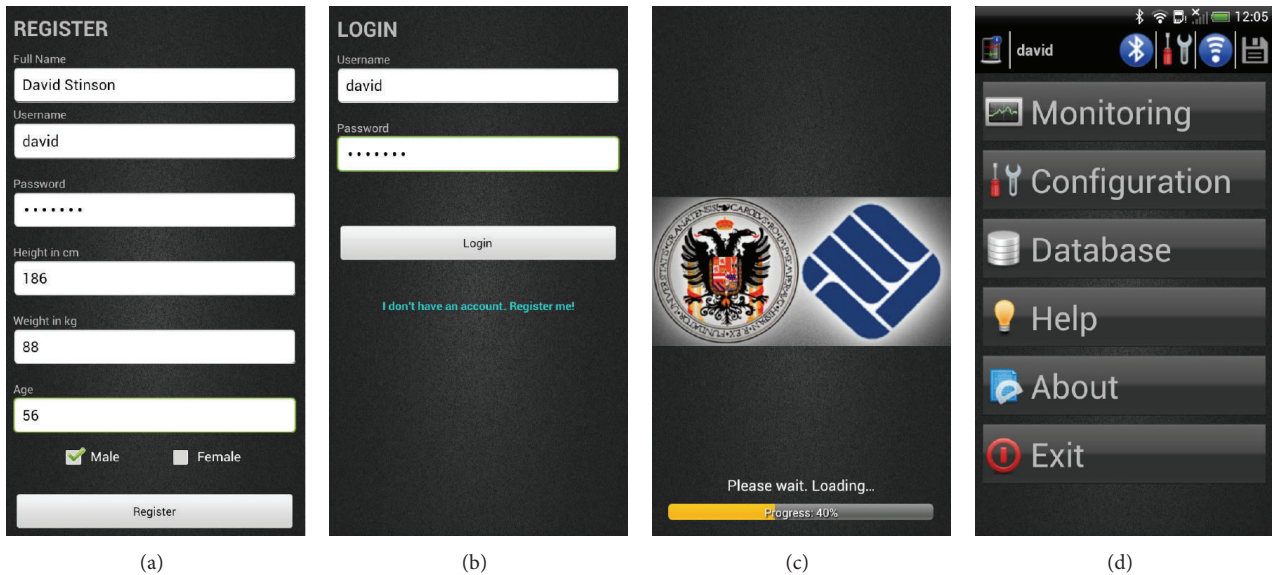 REGISTER
Full Name
David Stinson
Username
david
Password
•••••••
Height in cm
186
Weight in kg
88
Age
56
Male Female
Register
(a)
LOGIN
Username
david
Password
•••••••
Login
I don't have an account. Register me!
(b)
Please wait. Loading...
Progress: 40%
(c)
12:05
david
Monitoring
Configuration
Database
Help
About
Exit
(d)